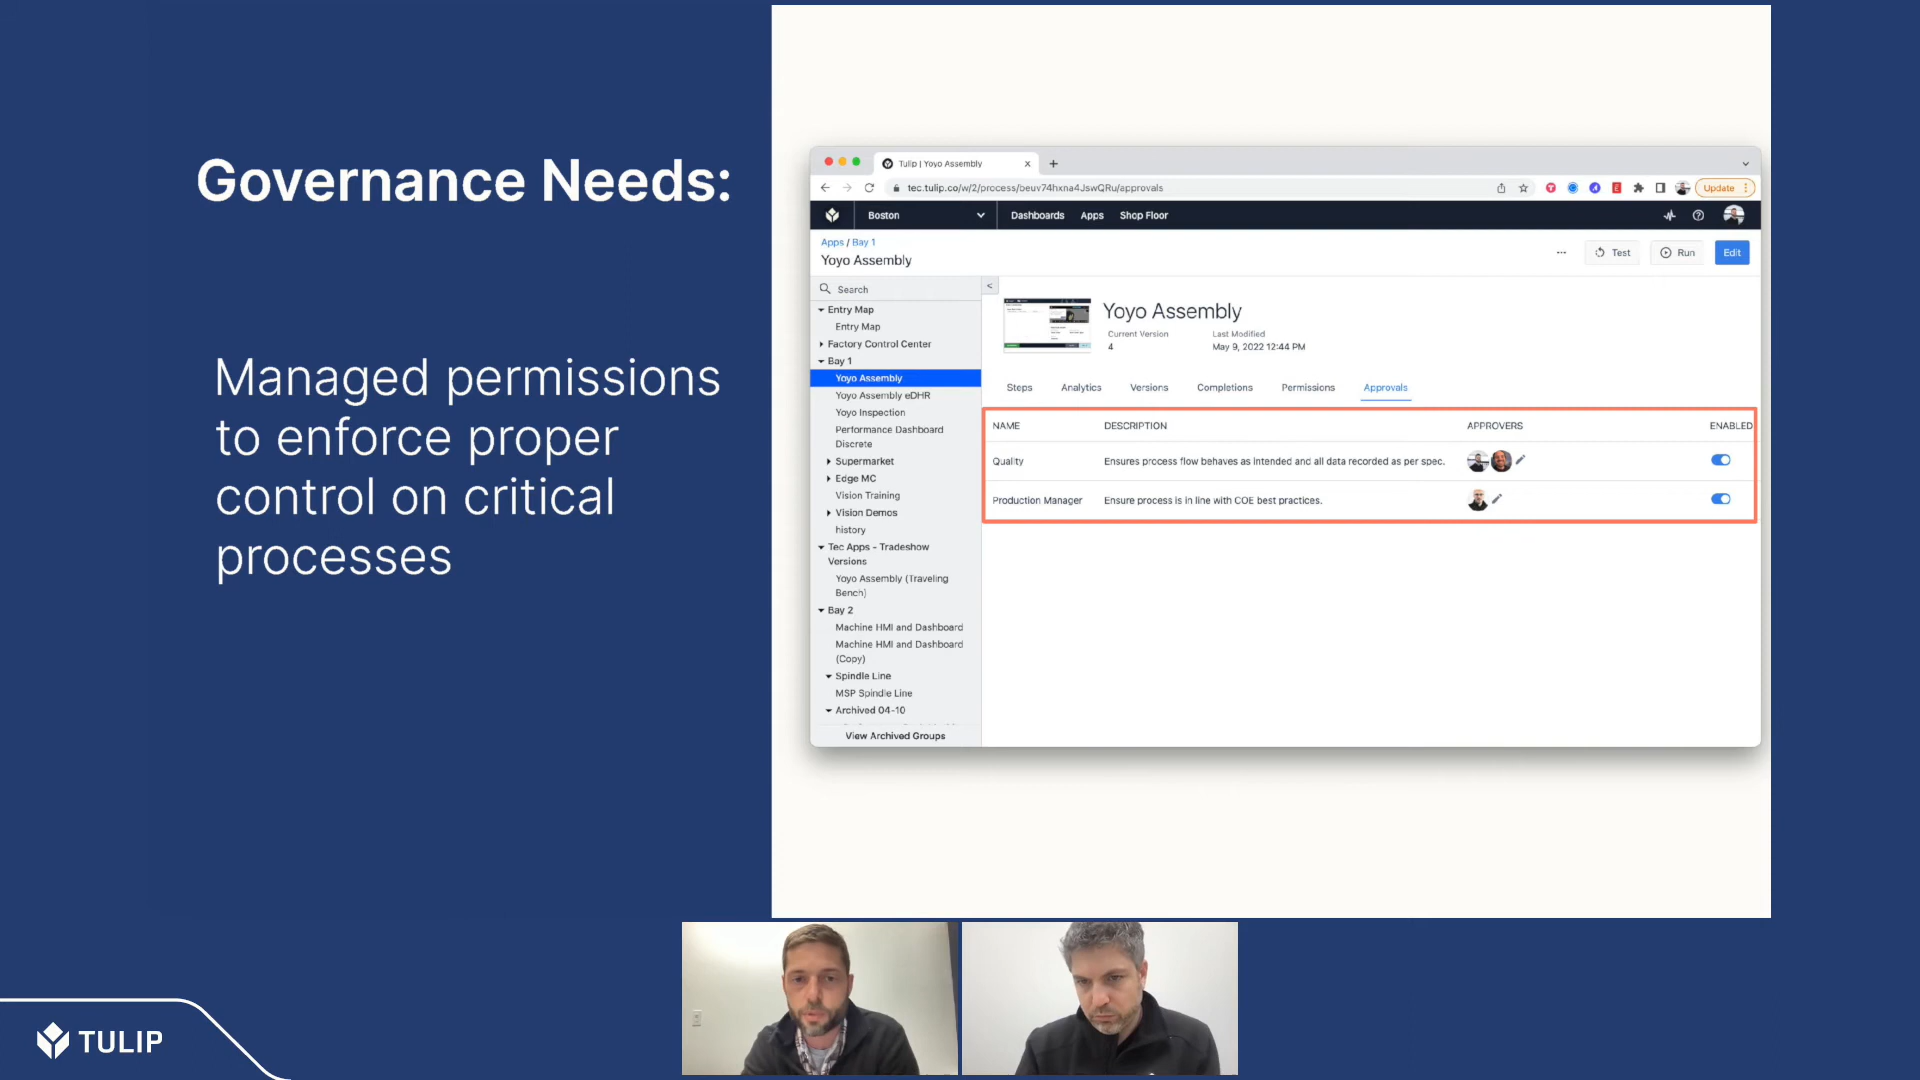 Governance Needs:
Managed permissions
to enforce proper
control on critical
processes
Tulip | Yoyo Assembly
tec.tulip.co/w/2/process/beuv74hxna4JswQRu/approvals
Update
Boston
Dashboards
Apps
Shop Floor
Apps / Bay 1
Yoyo Assembly
Test
Run
Edit
Search
Entry Map
Entry Map
Factory Control Center
Bay 1
Yoyo Assembly
Yoyo Assembly eDHR
Yoyo Inspection
Performance Dashboard
Discrete
Supermarket
Edge MC
Vision Training
Vision Demos
history
Tec Apps - Tradeshow
Versions
Yoyo Assembly (Traveling
Bench)
Bay 2
Machine HMI and Dashboard
Machine HMI and Dashboard
(Copy)
Spindle Line
MSP Spindle Line
Archived 04-10
View Archived Groups
Yoyo Assembly
Current Version
4
Last Modified
May 9, 2022 12:44 PM
Steps
Analytics
Versions
Completions
Permissions
Approvals
NAME
DESCRIPTION
APPROVERS
ENABLED
Quality
Ensures process flow behaves as intended and all data recorded as per spec.
Production Manager
Ensure process is in line with COE best practices.
TULIP